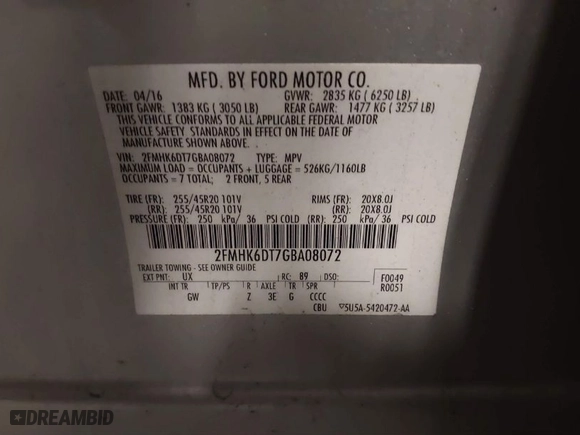 MFD. BY FORD MOTOR CO.
DATE: 04/16 GVWR: 2835 KG ( 6250 LB)
FRONT GAWR: 1383 KG ( 3050 LB) REAR GAWR: 1477 KG ( 3257 LB)
THIS VEHICLE CONFORMS TO ALL APPLICABLE FEDERAL MOTOR
VEHICLE SAFETY STANDARDS IN EFFECT ON THE DATE OF
MANUFACTURE SHOWN ABOVE.
VIN: 2FMHK6DT7GBA08072 TYPE: MPV
MAXIMUM LOAD = OCCUPANTS + LUGGAGE = 526KG/1160LB
OCCUPANTS = 7 TOTAL; 2 FRONT, 5 REAR
TIRE (FR): 255/45R20 101V RIMS (FR): 20X8.0J
(RR): 255/45R20 101V (RR): 20X8.0J
PRESSURE (FR): 250 kPa/ 36 PSI COLD (RR): 250 kPa/ 36 PSI COLD
2FMHK6DT7GBA08072
TRAILER TOWING - SEE OWNER GUIDE
EXT PNT: UX RC: 89 DSO: F0049
R0051
INT TR TP/PS R AXLE TR SPR
GW Z 3E G CCCC
CBU ▽5U5A-5420472-AA
DREAMBID